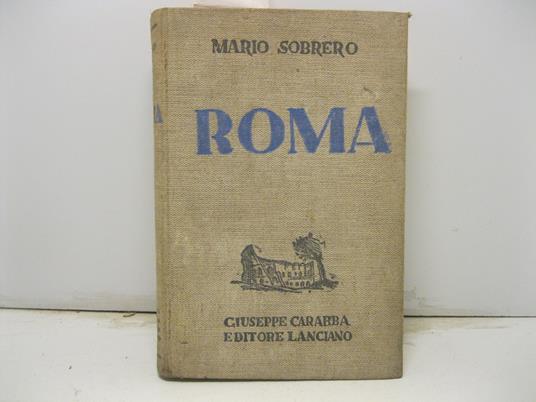 MARIO SOBRERO
ROMA
GIUSEPPE CARABBA
EDITORE LANCIANO